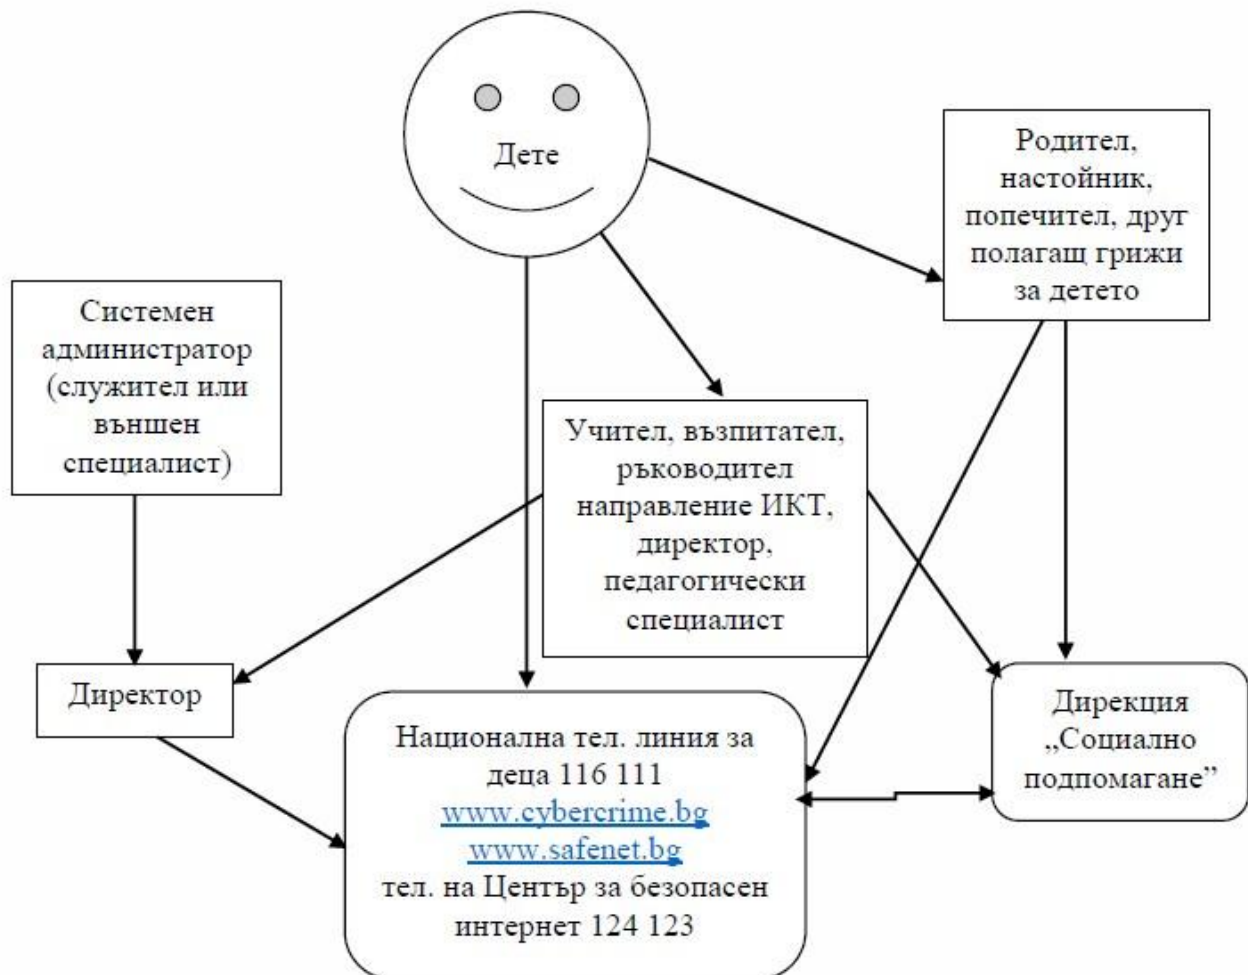 Дете
Родител,
настойник,
попечител, друг
полагащ грижи
за детето
Системен
администратор
(служител или
външен
специалист)
Учител, възпитател,
ръководител
направление ИКТ,
директор,
педагогически
специалист
Директор
Национална тел. линия за
деца 116 111
www.cybercrime.bg
www.safenet.bg
тел. на Център за безопасен
интернет 124 123
Дирекция
„Социално
подпомагане”